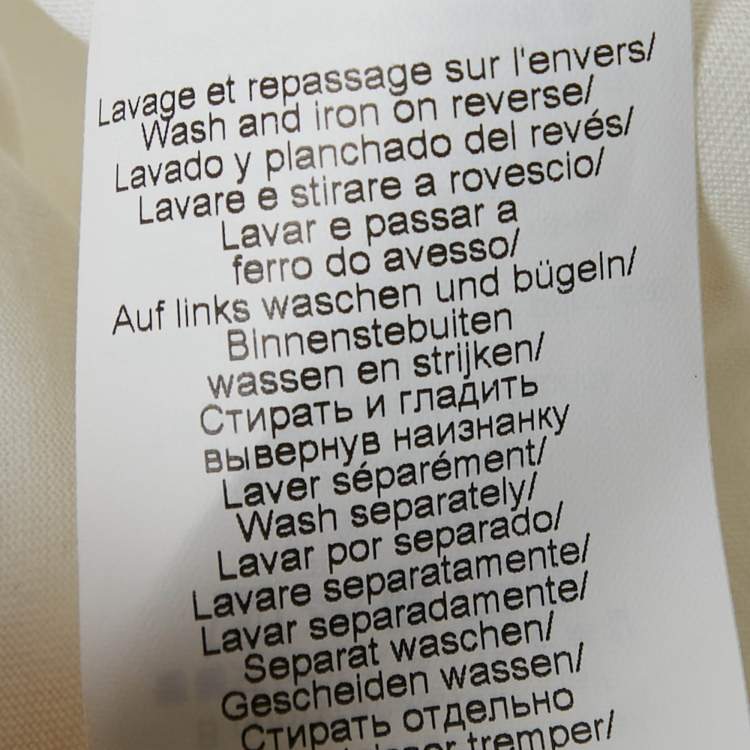 Lavage et repassage sur l'envers/
Wash and iron on reverse/
Lavado y planchado del revés/
Lavare e stirare a rovescio/
Lavar e passar a
ferro do avesso/
Auf links waschen und bügeln/
Binnenstebuiten
wassen en strijken/
Стирать и гладить
вывернув наизнанку
Laver séparément/
Wash separately/
Lavar por separado/
Lavare separatamente/
Lavar separadamente/
Separat waschen/
Gescheiden wassen/
Стирать отдельно
tremper/